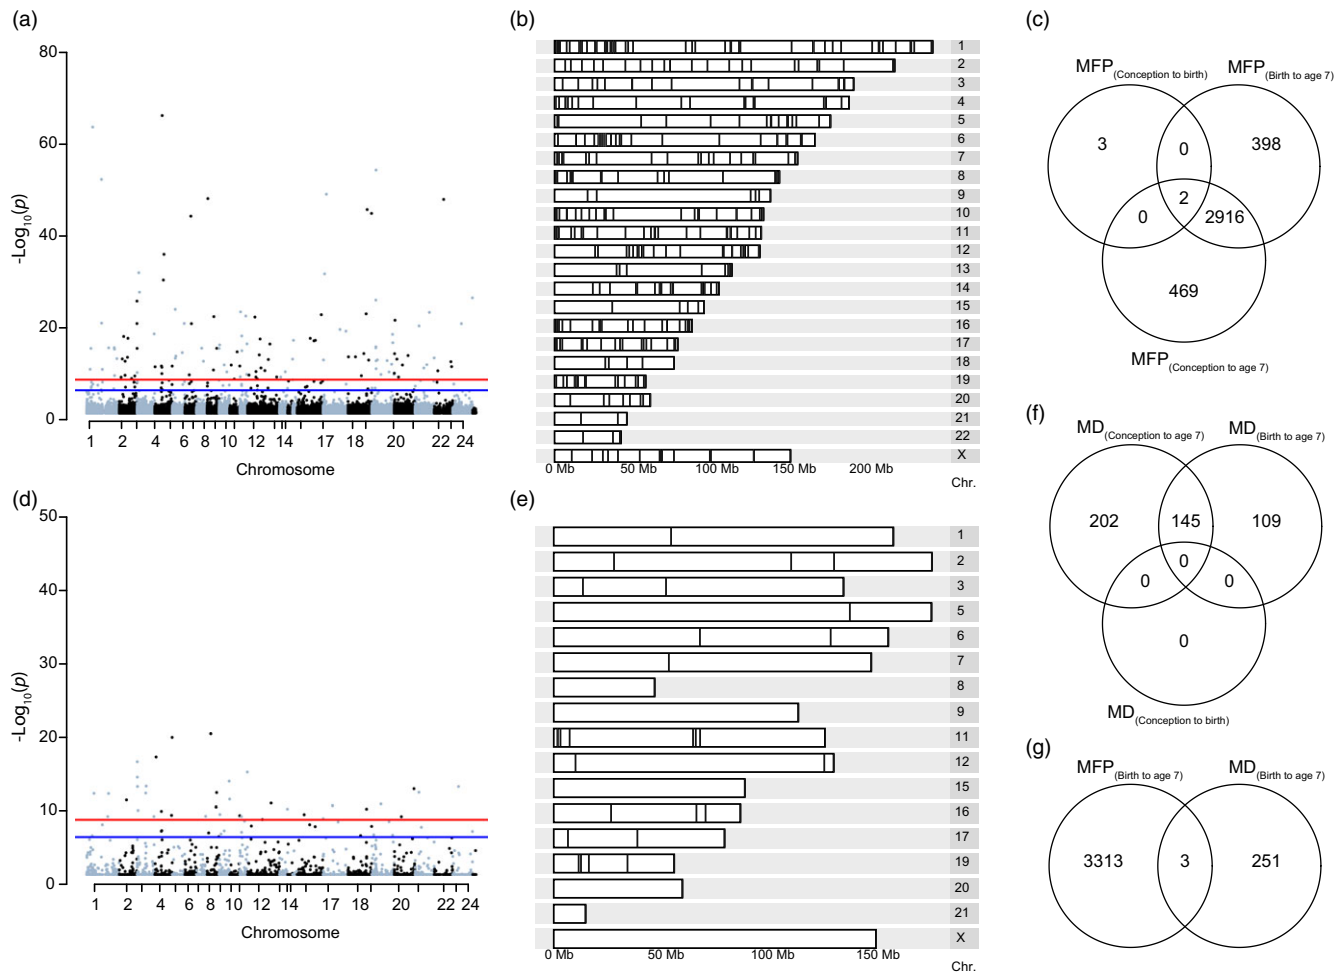 (a)
80
60
40
20
0
-Log10(p)
1 2 4 6 8 10 12 14 17 18 20 22 24
Chromosome
(b)
1
2
3
4
5
6
7
8
9
10
11
12
13
14
15
16
17
18
19
20
21
22
X
0 Mb 50 Mb 100 Mb 150 Mb 200 Mb
Chr.
(c)
MFP(Conception to birth)
MFP(Birth to age 7)
3 0 398
2
0 2916
469
MFP(Conception to age 7)
(d)
50
40
30
20
10
0
-Log10(p)
1 2 4 6 8 10 12 14 17 18 20 22 24
Chromosome
(e)
1
2
3
5
6
7
8
9
11
12
15
16
17
19
20
21
X
0 Mb 50 Mb 100 Mb 150 Mb
Chr.
(f)
MD(Conception to age 7)
MD(Birth to age 7)
202 145 109
0
0 0
0
MD(Conception to birth)
(g)
MFP(Birth to age 7)
MD(Birth to age 7)
3313 3 251